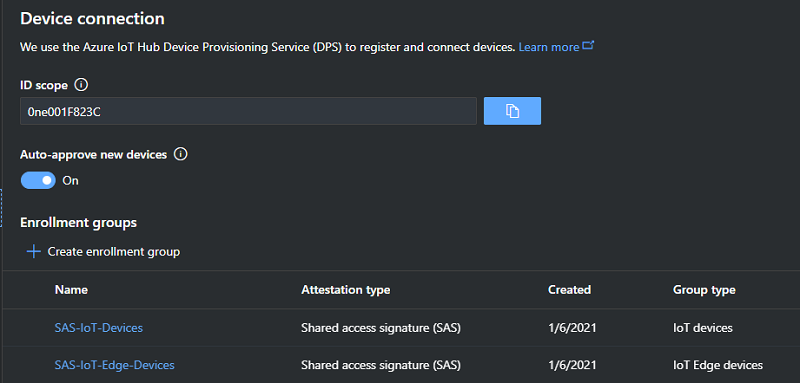 Device connection
We use the Azure IoT Hub Device Provisioning Service (DPS) to register and connect devices. Learn more
ID scope
0ne001F823C
Auto-approve new devices
On
Enrollment groups
Create enrollment group
Name Attestation type Created Group type
SAS-IoT-Devices Shared access signature (SAS) 1/6/2021 IoT devices
SAS-IoT-Edge-Devices Shared access signature (SAS) 1/6/2021 IoT Edge devices